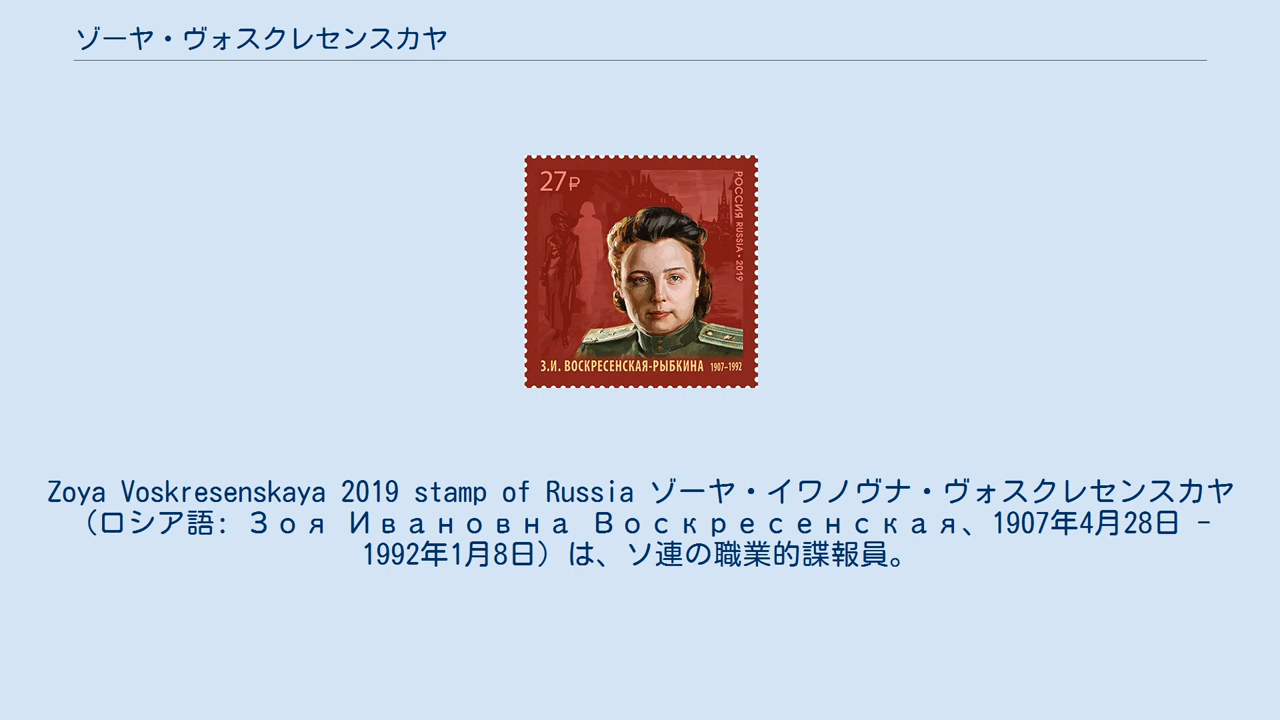 ゾーヤ・ヴォスクレセンスカヤ
27₽
РОССИЯ RUSSIA • 2019
З.И. ВОСКРЕСЕНСКАЯ-РЫБКИНА 1907–1992
Zoya Voskresenskaya 2019 stamp of Russia ゾーヤ・イワノヴナ・ヴォスクレセンスカヤ
（ロシア語: Зоя Ивановна Воскресенская、1907年4月28日 -
1992年1月8日）は、ソ連の職業的諜報員。